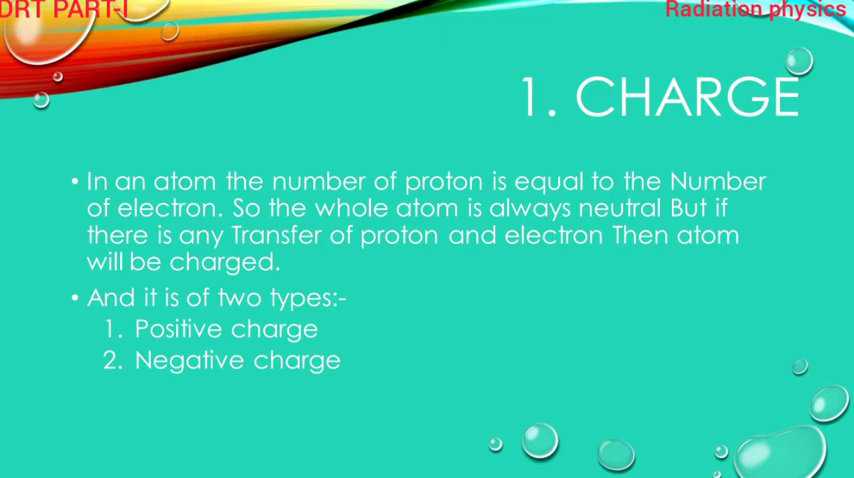 DRT PART-I
Radiation physics
1. CHARGE
• In an atom the number of proton is equal to the Number
of electron. So the whole atom is always neutral But if
there is any Transfer of proton and electron Then atom
will be charged.
• And it is of two types:-
1. Positive charge
2. Negative charge